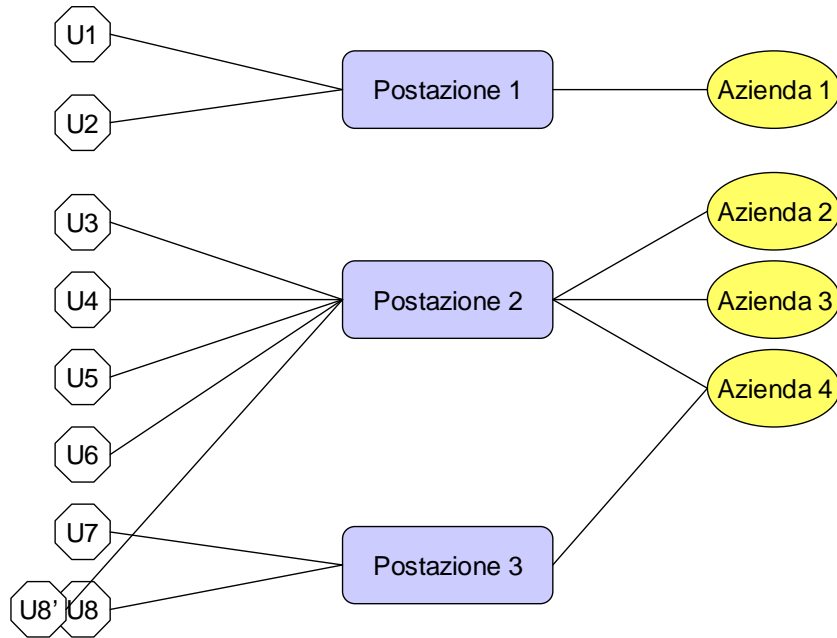 U1
Postazione 1
Azienda 1
U2
Azienda 2
U3
Postazione 2
Azienda 3
U4
U5
Azienda 4
U6
U7
Postazione 3
U8’
U8